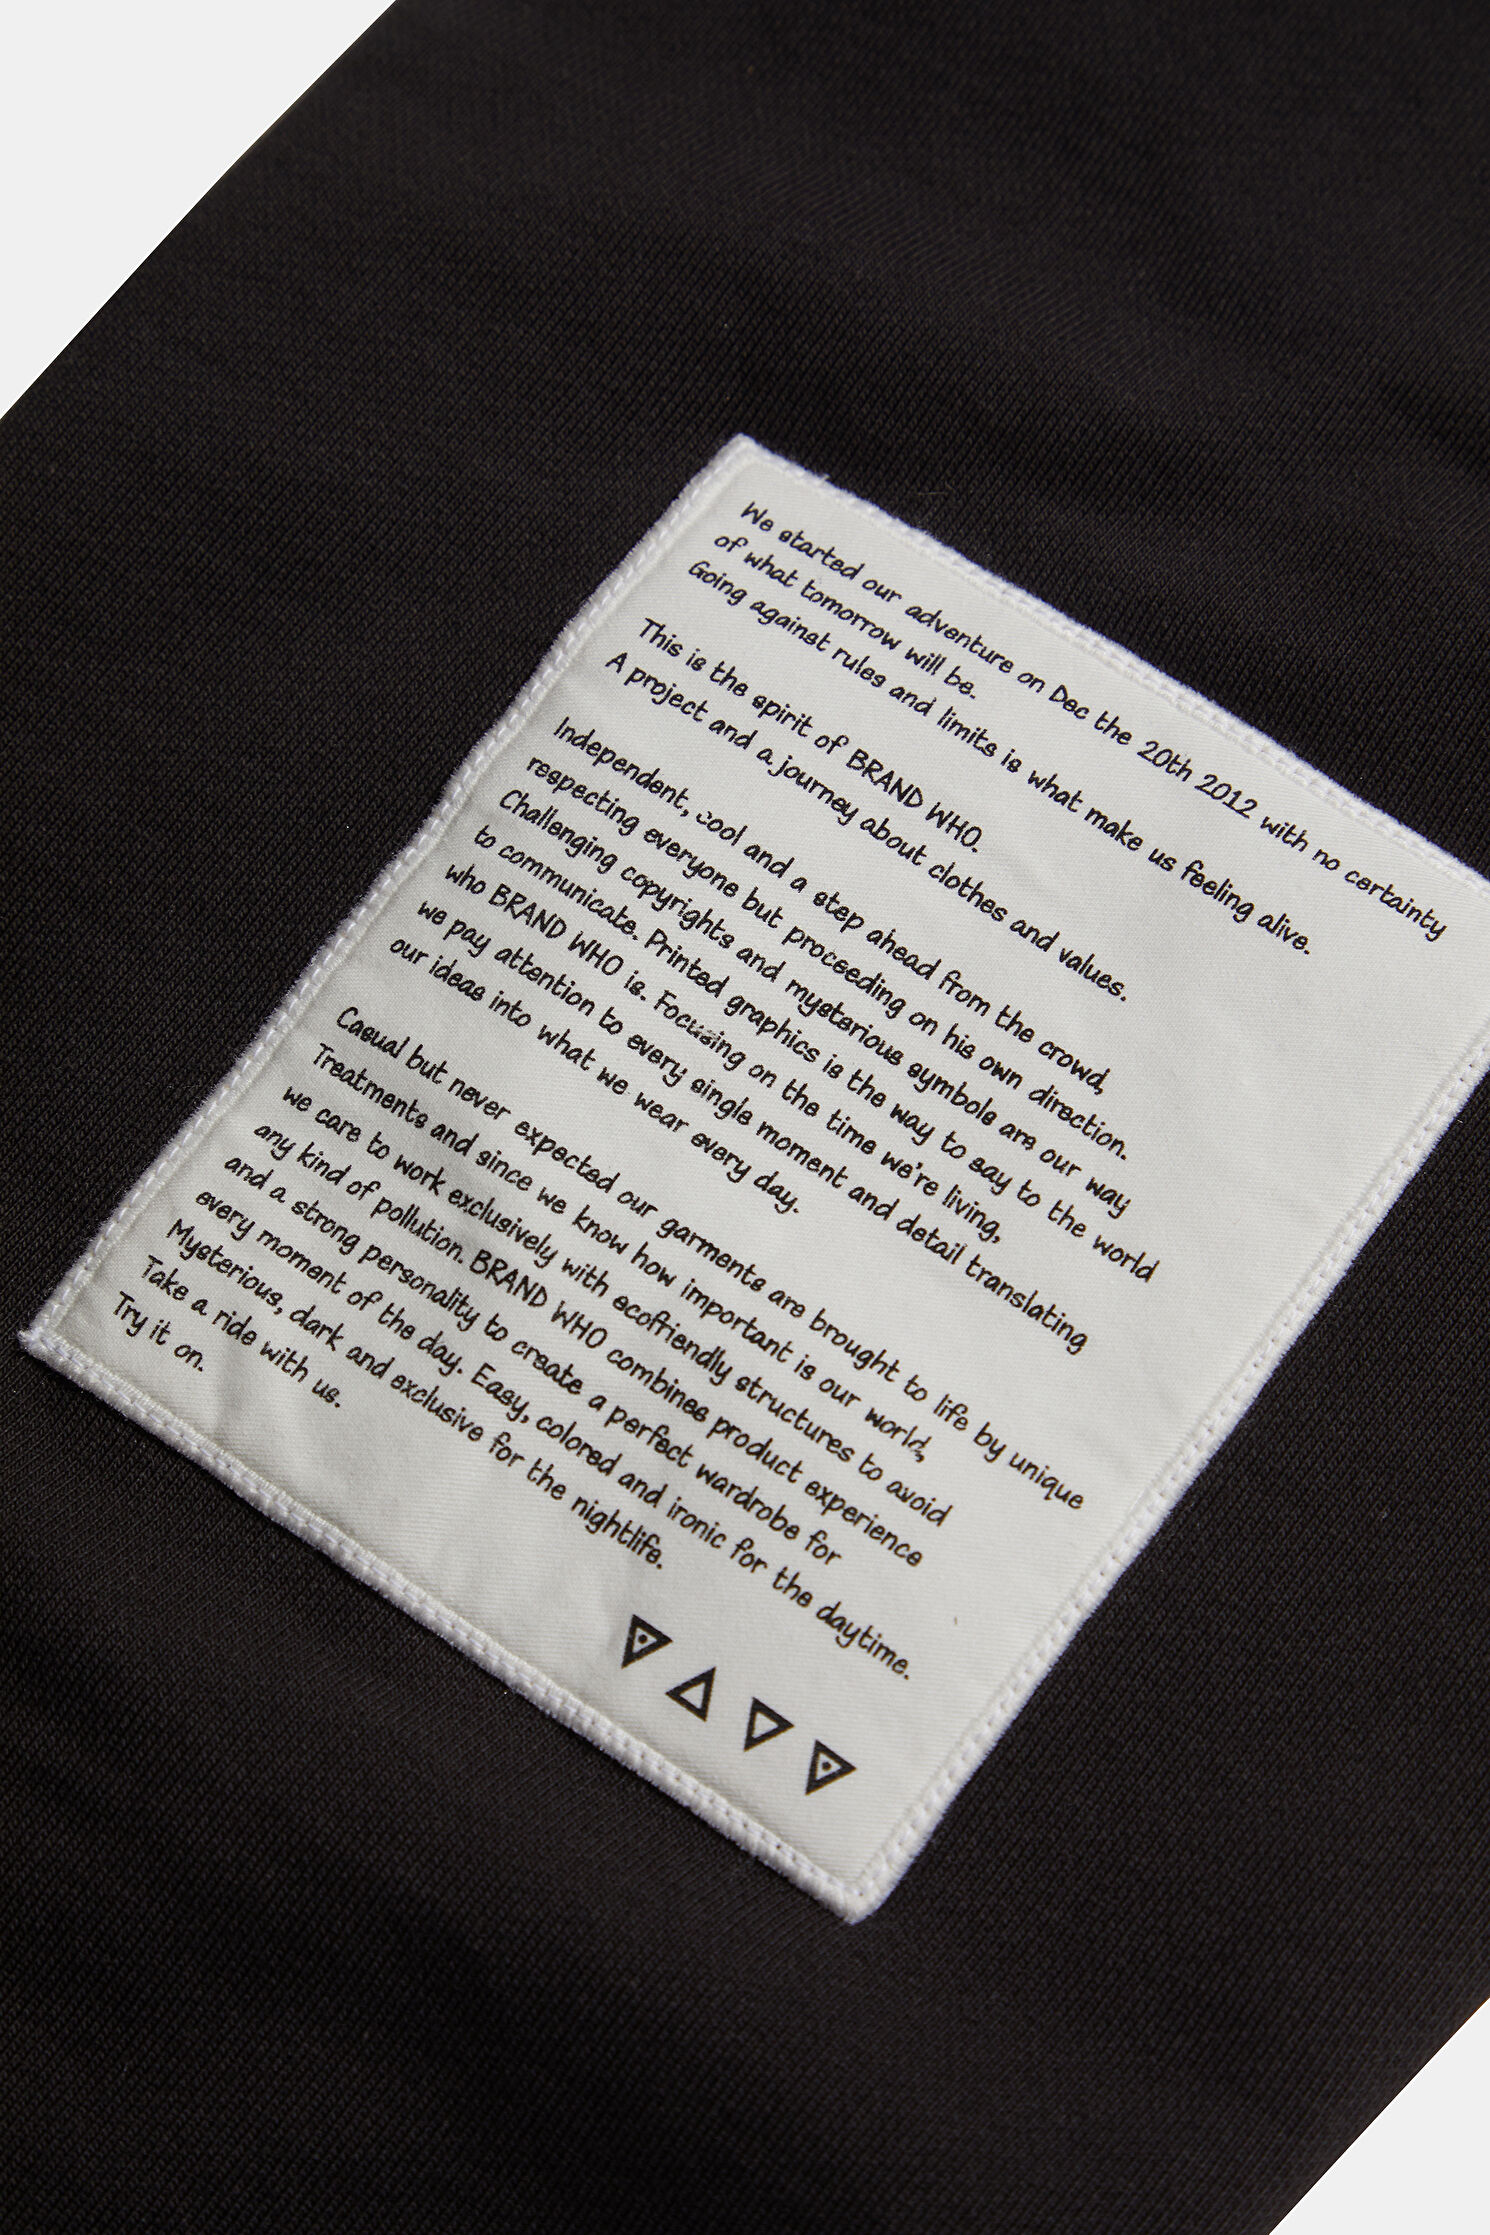 We started our adventure on Dec the 20th 2012 with no certainty
of what tomorrow will be.
Going against rules and limits is what make us feeling alive.
This is the spirit of BRAND WHO.
A project and a journey about clothes and values.
Independent, cool and a step ahead from the crowd,
respecting everyone but proceeding on his own direction.
Challenging copyrights and mysterious symbols are our way
to communicate. Printed graphics is the way to say to the world
who BRAND WHO is. Focusing on the time we're living,
we pay attention to every single moment and detail translating
our ideas into what we wear every day.
Casual but never expected our garments are brought to life by unique
Treatments and since we know how important is our world,
we care to work exclusively with ecofriendly structures to avoid
any kind of pollution. BRAND WHO combines product experience
and a strong personality to create a perfect wardrobe for
every moment of the day. Easy, colored and ironic for the daytime.
Mysterious, dark and exclusive for the nightlife.
Take a ride with us.
Try it on.